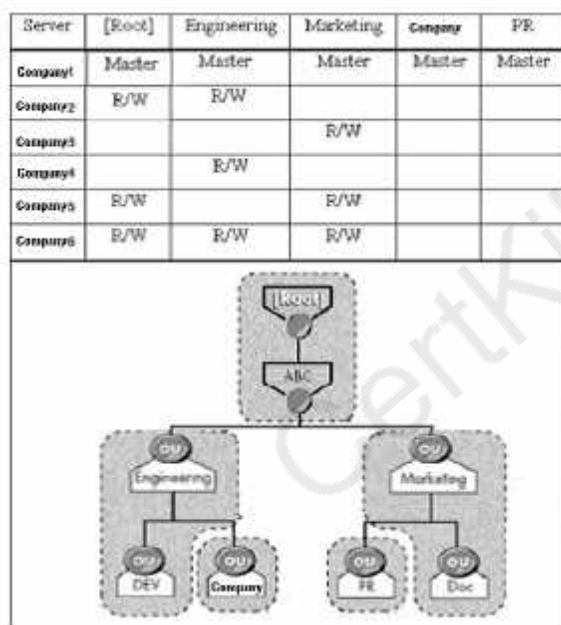 Server [Root] Engineering Marketing Company PR
Company1 Master Master Master Master Master
Company2 R/W R/W
Company3 R/W
Company4 R/W
Company5 R/W R/W
Company6 R/W R/W R/W
[Root]
ABC
OU OU
Engineering Marketing
OU OU OU OU
DEV Company PR Doc